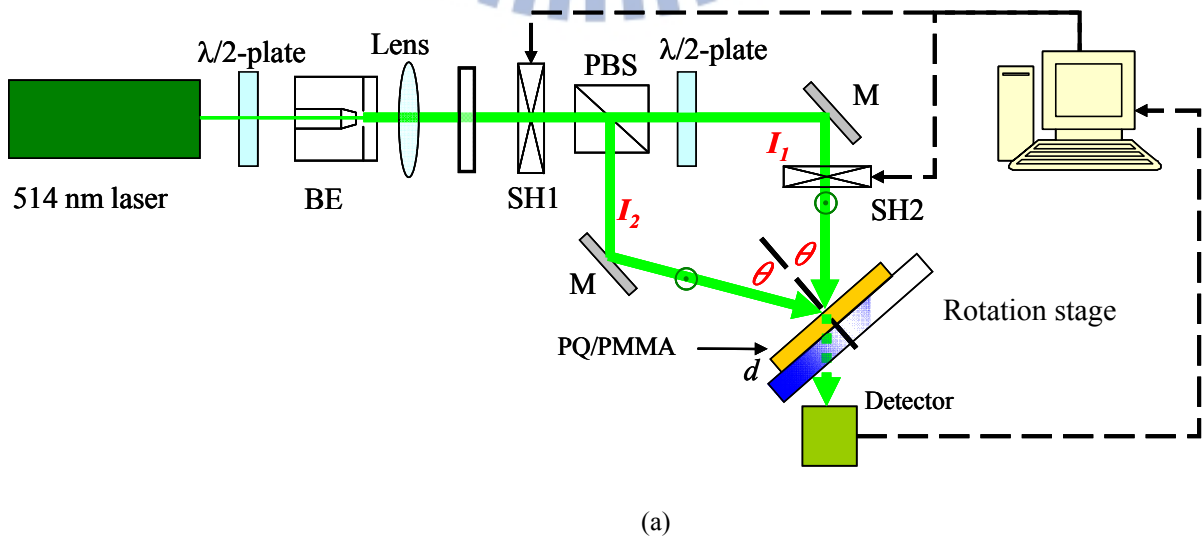 λ/2-plate
Lens
PBS
λ/2-plate
M
I1
514 nm laser
BE
SH1
SH2
I2
M
θ
θ
PQ/PMMA
d
Rotation stage
Detector
(a)